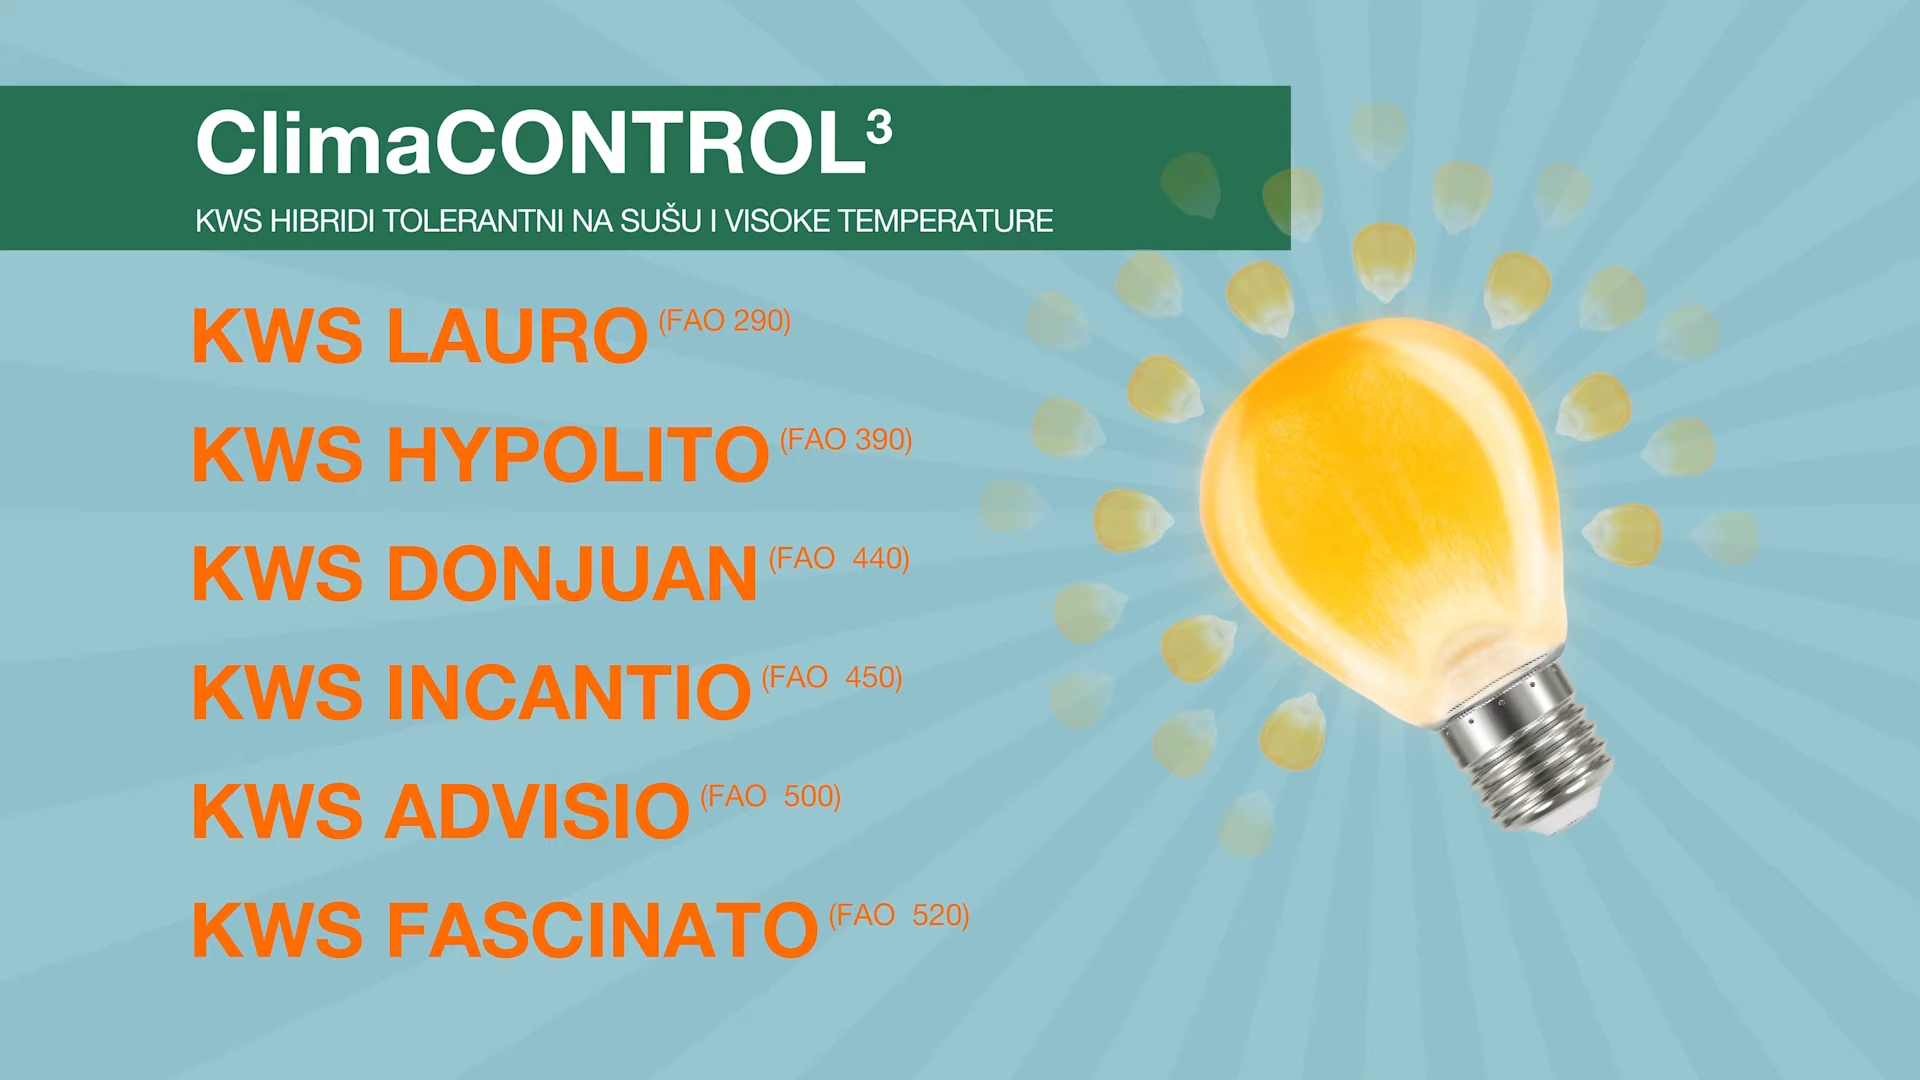 ClimaCONTROL³
KWS HIBRIDI TOLERANTNI NA SUŠU I VISOKE TEMPERATURE
KWS LAURO (FAO 290)
KWS HYPOLITO (FAO 390)
KWS DONJUAN (FAO 440)
KWS INCANTIO (FAO 450)
KWS ADVISIO (FAO 500)
KWS FASCINATO (FAO 520)